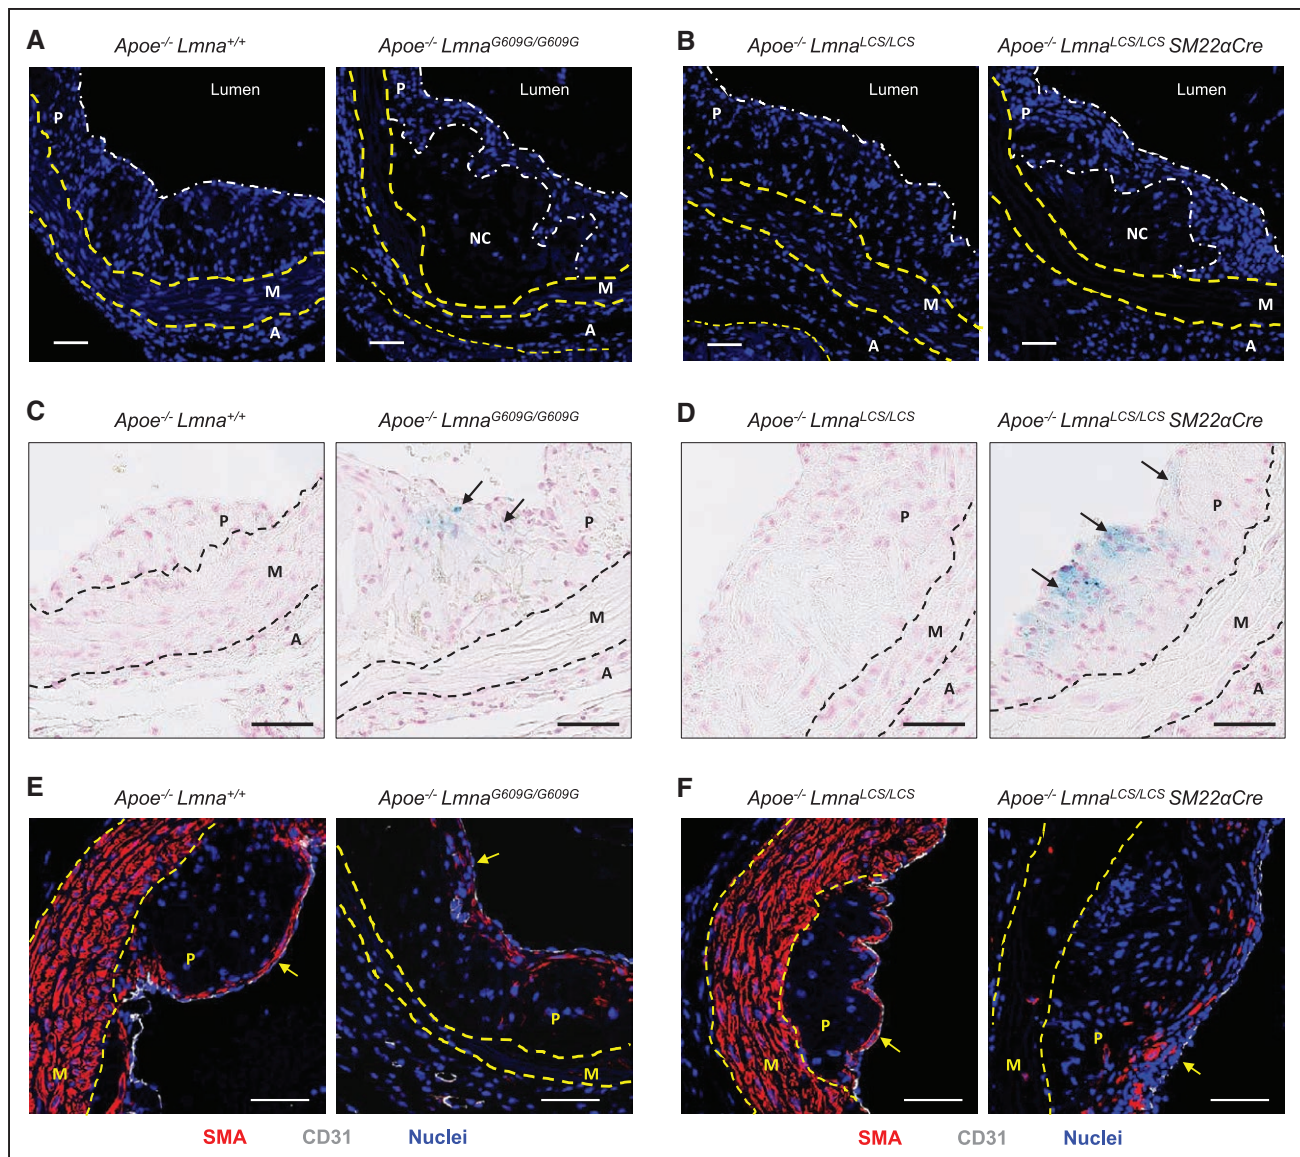 A Apoe-/- Lmna+/+ Apoe-/- LmnaG609G/G609G B Apoe-/- LmnaLCS/LCS Apoe-/- LmnaLCS/LCS SM22αCre
P Lumen P Lumen P Lumen P Lumen
NC NC
M A M A M A M A
C Apoe-/- Lmna+/+ Apoe-/- LmnaG609G/G609G D Apoe-/- LmnaLCS/LCS Apoe-/- LmnaLCS/LCS SM22αCre
P M A P M A P M A P M A
E Apoe-/- Lmna+/+ Apoe-/- LmnaG609G/G609G F Apoe-/- LmnaLCS/LCS Apoe-/- LmnaLCS/LCS SM22αCre
P M P M P M P M
SMA CD31 Nuclei SMA CD31 Nuclei